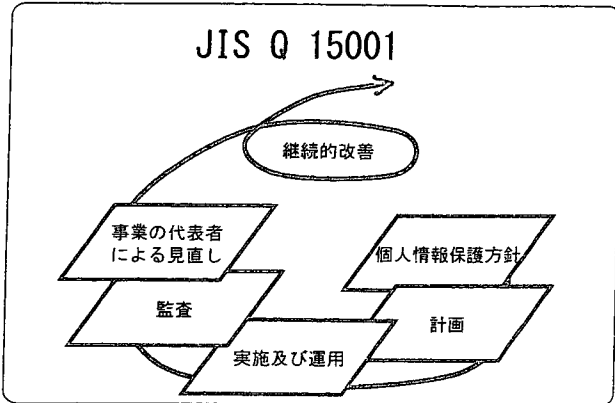 JIS Q 15001
継続的改善
事業の代表者
による見直し
個人情報保護方針
監査
計画
実施及び運用